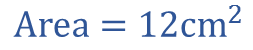 Area = 12cm²